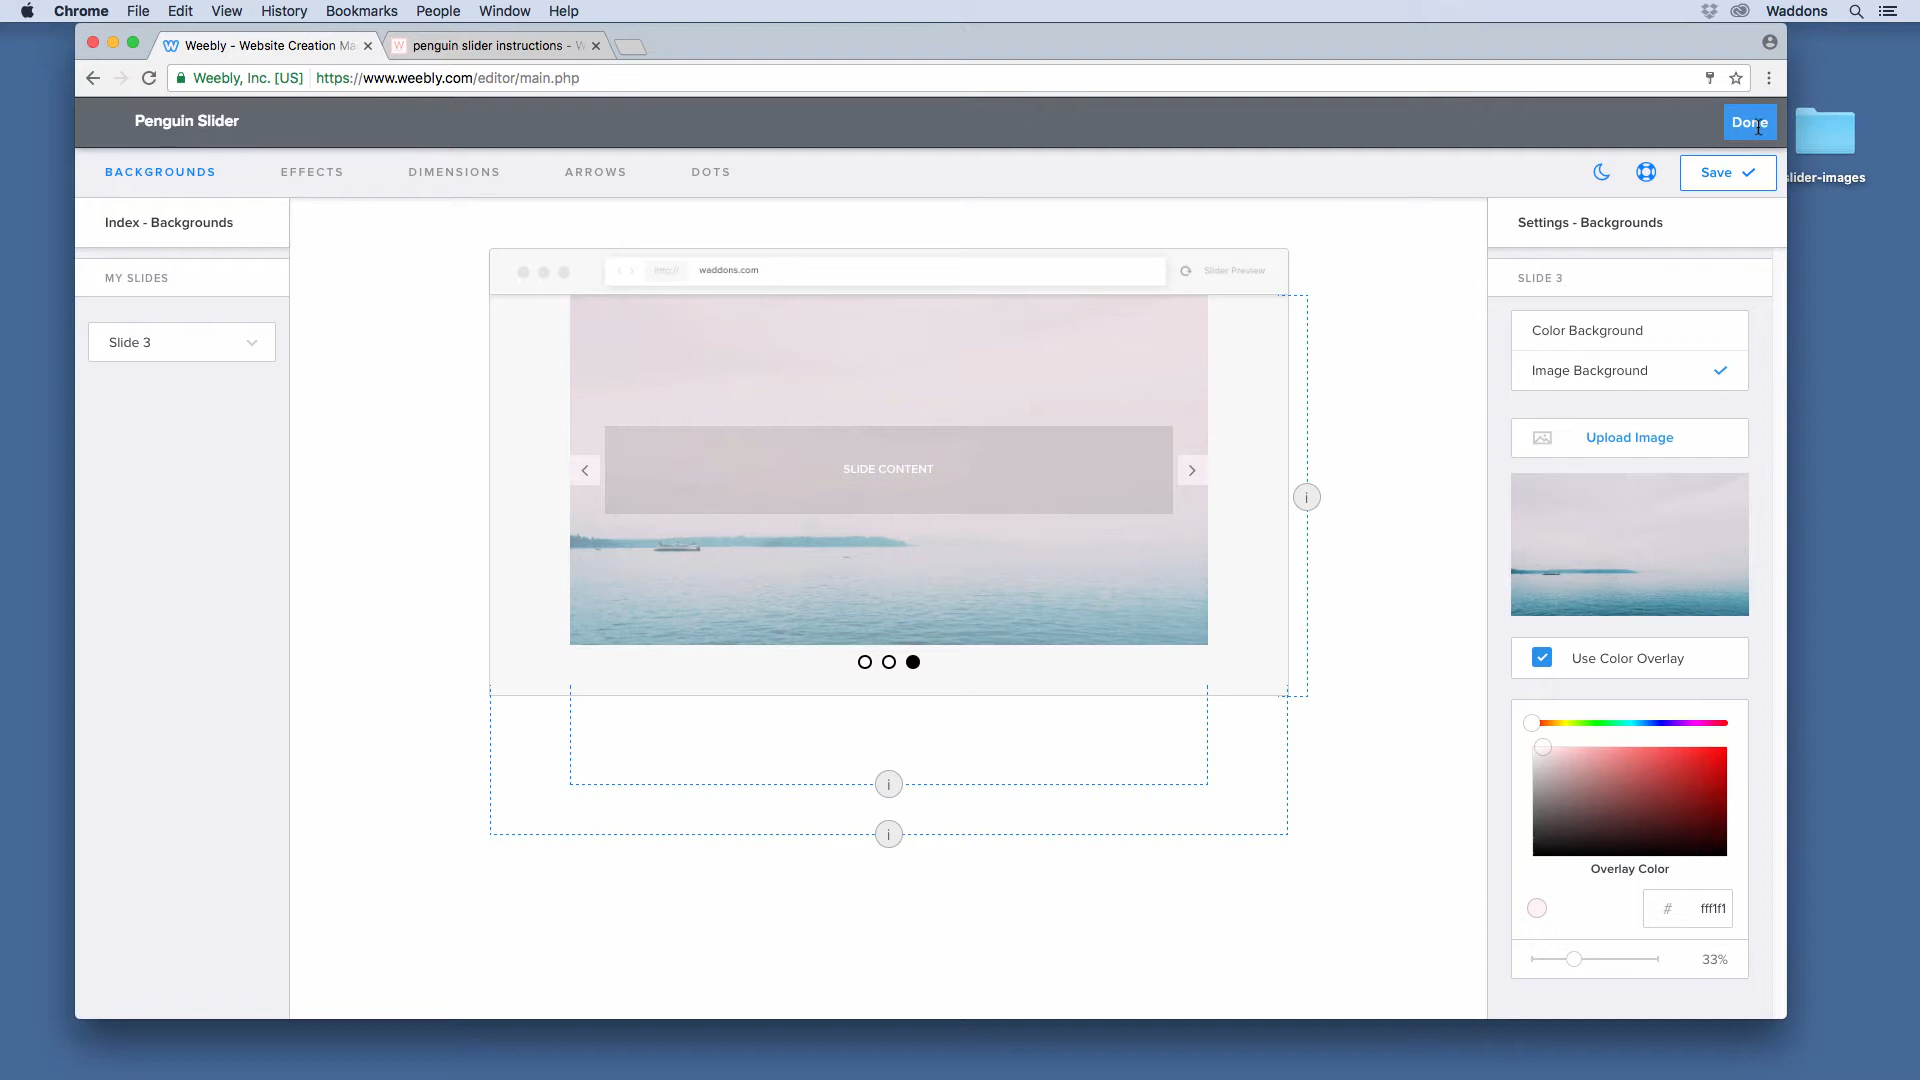 Chrome File Edit View History Bookmarks People Window Help Waddons
Weebly - Website Creation Ma penguin slider instructions - W
Weebly, Inc. [US] https://www.weebly.com/editor/main.php
Penguin Slider Done
slider-images
BACKGROUNDS EFFECTS DIMENSIONS ARROWS DOTS Save
Index - Backgrounds
MY SLIDES
Slide 3
http:// waddons.com Slider Preview
SLIDE CONTENT
i
i
i
Settings - Backgrounds
SLIDE 3
Color Background
Image Background
Upload Image
Use Color Overlay
Overlay Color
# fff1f1
33%